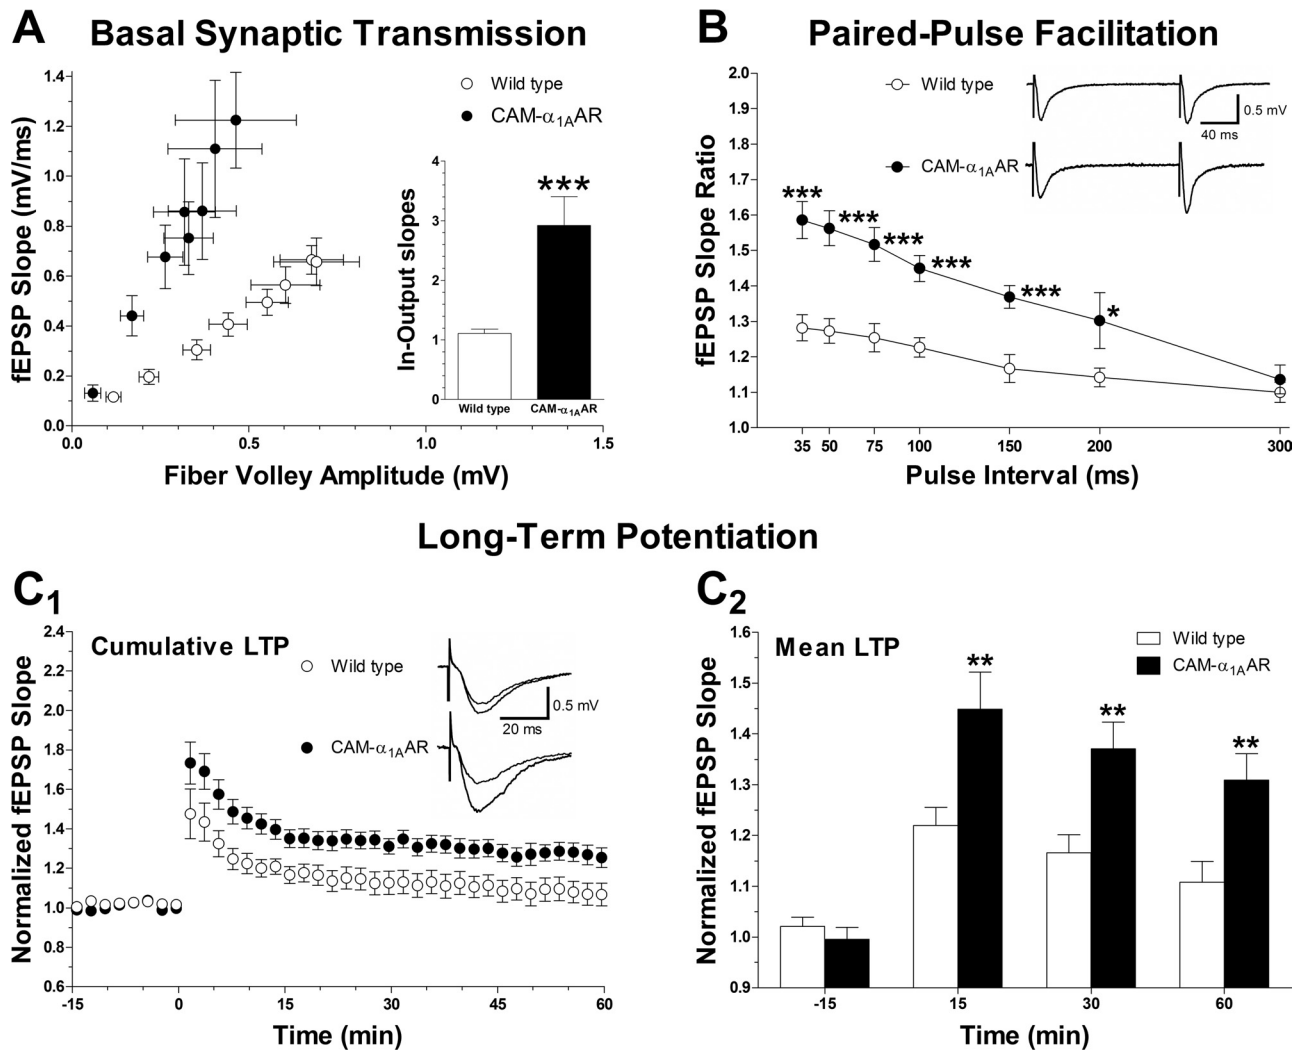 A Basal Synaptic Transmission
fEPSP Slope (mV/ms)
1.4
1.2
1.0
0.8
0.6
0.4
0.2
0.0
0.0 0.5 1.0 1.5
Fiber Volley Amplitude (mV)
Wild type
CAM-α1AAR
In-Output slopes
4
3
2
1
0
***
Wild type CAM-α1AAR
B Paired-Pulse Facilitation
fEPSP Slope Ratio
2.0
1.9
1.8
1.7
1.6
1.5
1.4
1.3
1.2
1.1
1.0
Wild type
CAM-α1AAR
0.5 mV
40 ms
*** *** *** *** *** *
35 50 75 100 150 200 300
Pulse Interval (ms)
Long-Term Potentiation
C1
Cumulative LTP
Normalized fEPSP Slope
2.4
2.2
2.0
1.8
1.6
1.4
1.2
1.0
0.8
0.6
Wild type
CAM-α1AAR
0.5 mV
20 ms
-15 0 15 30 45 60
Time (min)
C2
Mean LTP
Normalized fEPSP Slope
1.6
1.5
1.4
1.3
1.2
1.1
1.0
0.9
Wild type
CAM-α1AAR
** ** **
-15 15 30 60
Time (min)